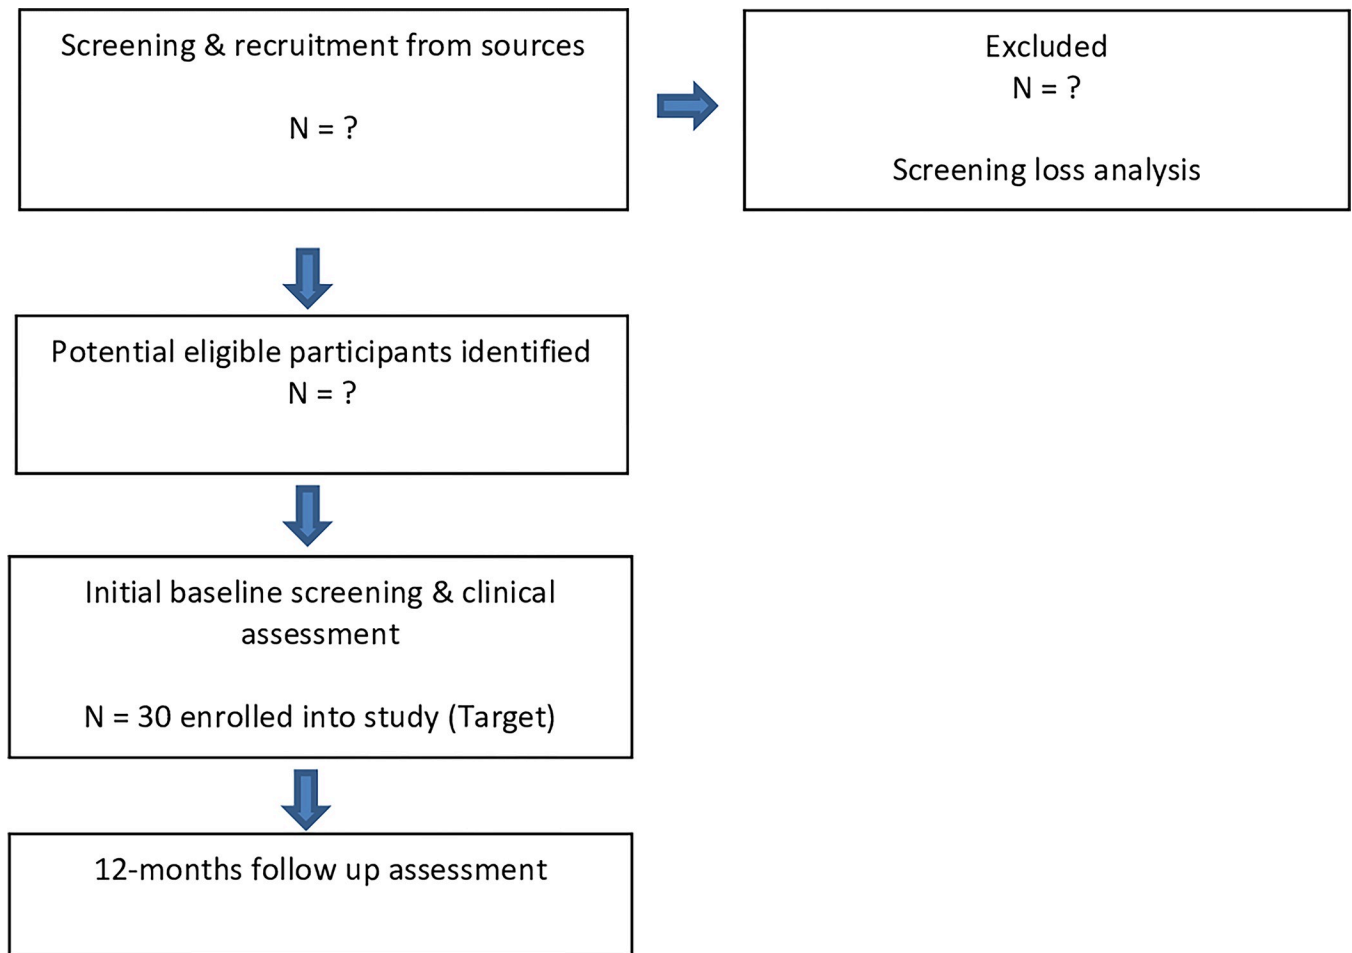 Screening & recruitment from sources
N = ?
Excluded
N = ?
Screening loss analysis
Potential eligible participants identified
N = ?
Initial baseline screening & clinical
assessment
N = 30 enrolled into study (Target)
12-months follow up assessment